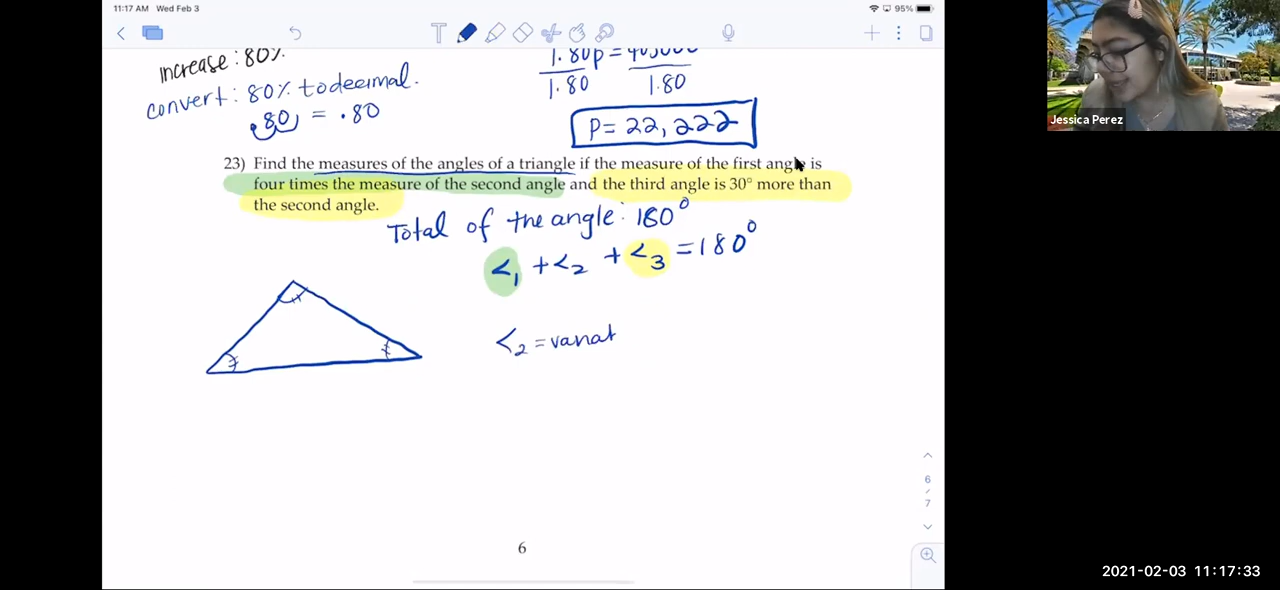 11:17 AM Wed Feb 3
95%
increase : 80%.
convert : 80% to decimal.
80 = .80
1.80p =
1.80 1.80
P = 22,222
23) Find the measures of the angles of a triangle if the measure of the first angle is
four times the measure of the second angle and the third angle is 30° more than
the second angle.
Total of the angle : 180°
<1 + <2 + <3 = 180°
<2 = variat
6
/
7
6
Jessica Perez
2021-02-03 11:17:33